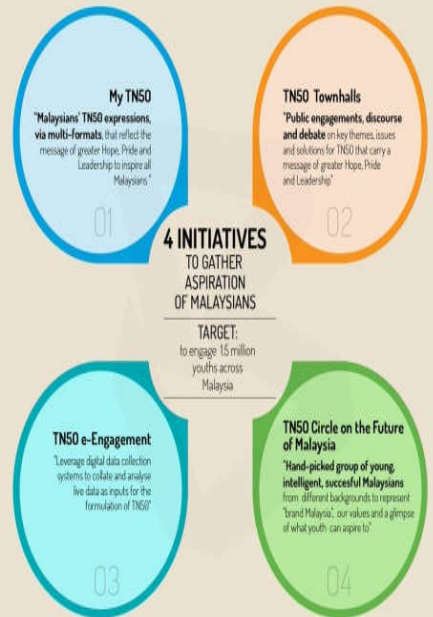 My TN50
"Malaysians' TN50 expressions,
via multi-formats, that reflect the
message of greater Hope, Pride and
Leadership to inspire all
Malaysians"
01
TN50 Townhalls
"Public engagements, discourse
and debate on key themes, issues
and solutions for TN50 that carry a
message of greater Hope, Pride
and Leadership"
02
4 INITIATIVES
TO GATHER
ASPIRATION
OF MALAYSIANS
TARGET:
to engage 1.5 million
youths across
Malaysia
TN50 e-Engagement
"Leverage digital data collection
systems to collate and analyse
live data as inputs for the
formulation of TN50"
03
TN50 Circle on the Future
of Malaysia
"Hand-picked group of young,
intelligent, succesful Malaysians
from different backgrounds to represent
"brand Malaysia", our values and a glimpse
of what youth can aspire to"
04